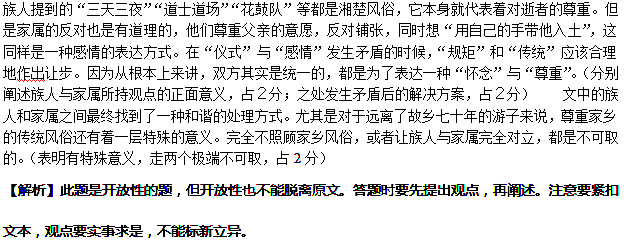 族人提到的“三天三夜”“道士道场”“花鼓队”等都是湘楚风俗，它本身就代表着对逝者的尊重。但
是家属的反对也是有道理的，他们尊重父亲的意愿，反对铺张，同时想“用自己的手带他入土”，这
同样是一种感情的表达方式。在“仪式”与“感情”发生矛盾的时候，“规矩”和“传统”应该合理
地作出让步。因为从根本上来讲，双方其实是统一的，都是为了表达一种“怀念”与“尊重”。（分别
阐述族人与家属所持观点的正面意义，占２分；之处发生矛盾后的解决方案，占２分）　　文中的族
人和家属之间最终找到了一种和谐的处理方式。尤其是对于远离了故乡七十年的游子来说，尊重家乡
的传统风俗还有着一层特殊的意义。完全不照顾家乡风俗，或者让族人与家属完全对立，都是不可取
的。（表明有特殊意义，走两个极端不可取，占 2 分）
【解析】此题是开放性的题，但开放性也不能脱离原文。答题时要先提出观点，再阐述。注意要紧扣
文本，观点要实事求是，不能标新立异。